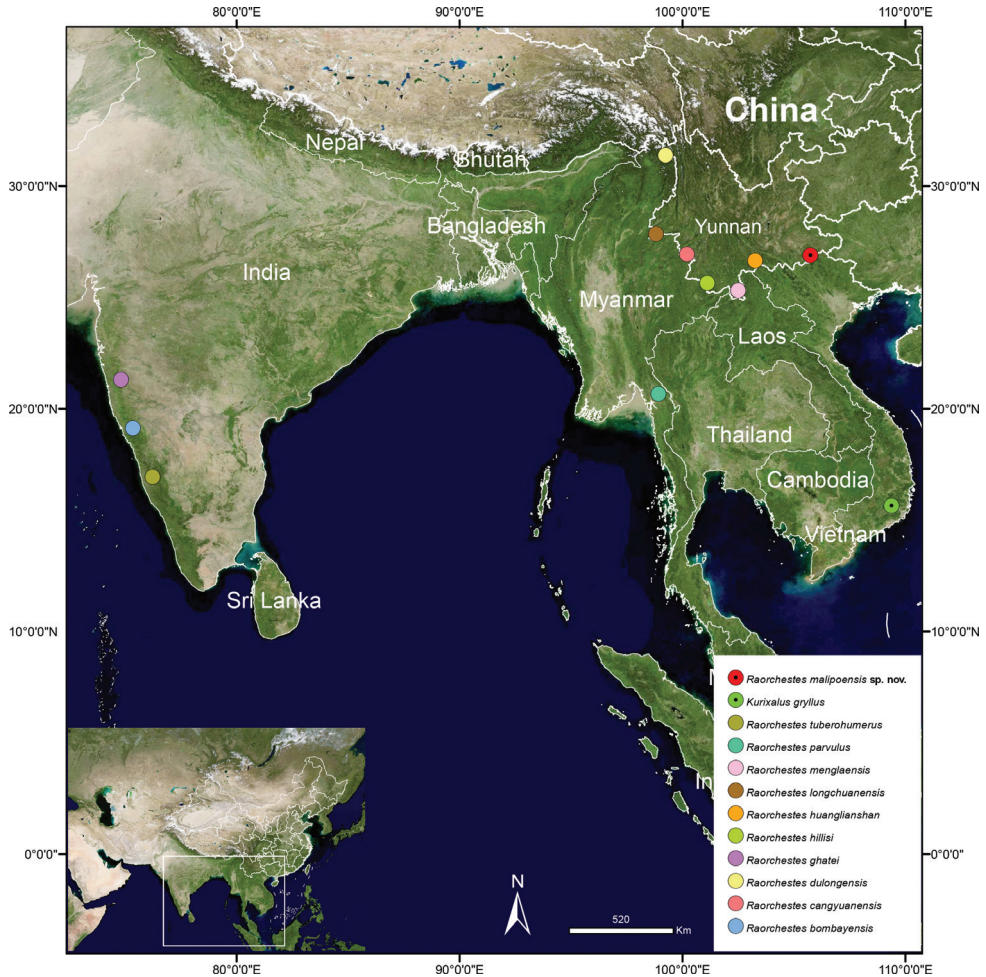 80°0'0"E 90°0'0"E 100°0'0"E 110°0'0"E
China
Nepal
Bhutan
30°0'0"N 30°0'0"N
Bangladesh
Yunnan
India
Myanmar
Laos
20°0'0"N 20°0'0"N
Thailand
Cambodia
Vietnam
Sri Lanka
10°0'0"N 10°0'0"N
Raorchestes malipoensis sp. nov.
Kurixalus gryllus
Raorchestes tuberohumerus
Raorchestes parvulus
Raorchestes menglaensis
Raorchestes longchuanensis
Raorchestes huanglianshan
Raorchestes hillisi
Raorchestes ghatei
Raorchestes dulongensis
Raorchestes cangyuanensis
Raorchestes bombayensis
M
In
0°0'0" 0°0'0"
N
520
Km
80°0'0"E 90°0'0"E 100°0'0"E 110°0'0"E